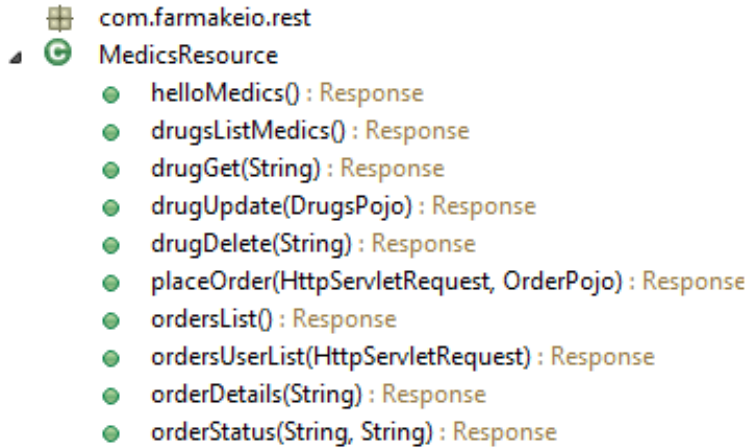 com.farmakeio.rest
MedicsResource
helloMedics() : Response
drugsListMedics() : Response
drugGet(String) : Response
drugUpdate(DrugsPojo) : Response
drugDelete(String) : Response
placeOrder(HttpServletRequest, OrderPojo) : Response
ordersList() : Response
ordersUserList(HttpServletRequest) : Response
orderDetails(String) : Response
orderStatus(String, String) : Response